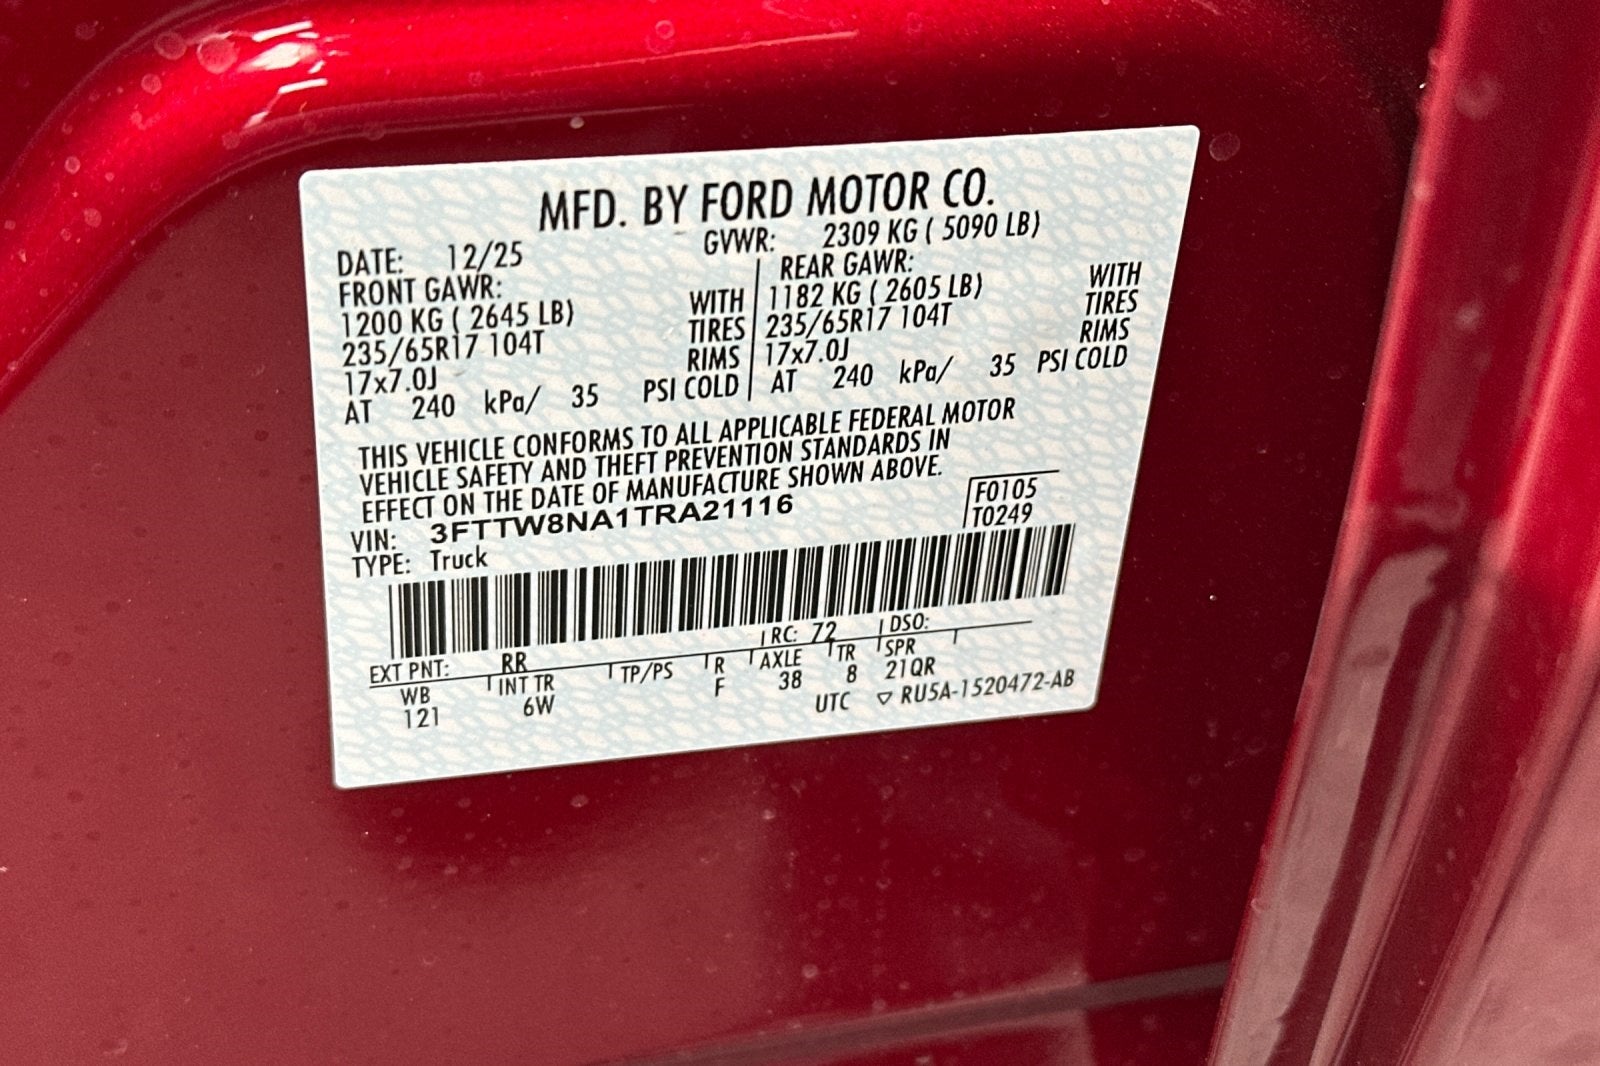 MFD. BY FORD MOTOR CO.
DATE: 12/25 GVWR: 2309 KG ( 5090 LB)
FRONT GAWR: REAR GAWR:
1200 KG ( 2645 LB) WITH 1182 KG ( 2605 LB) WITH
235/65R17 104T TIRES 235/65R17 104T TIRES
17x7.0J RIMS 17x7.0J RIMS
AT 240 kPa/ 35 PSI COLD AT 240 kPa/ 35 PSI COLD
THIS VEHICLE CONFORMS TO ALL APPLICABLE FEDERAL MOTOR
VEHICLE SAFETY AND THEFT PREVENTION STANDARDS IN
EFFECT ON THE DATE OF MANUFACTURE SHOWN ABOVE.
VIN: 3FTTW8NA1TRA21116 F0105
TYPE: Truck T0249
EXT PNT: RR RC: 72 DSO:
WB INT TR TP/PS R AXLE TR SPR
121 6W F 38 8 21QR
UTC ▽ RU5A-1520472-AB